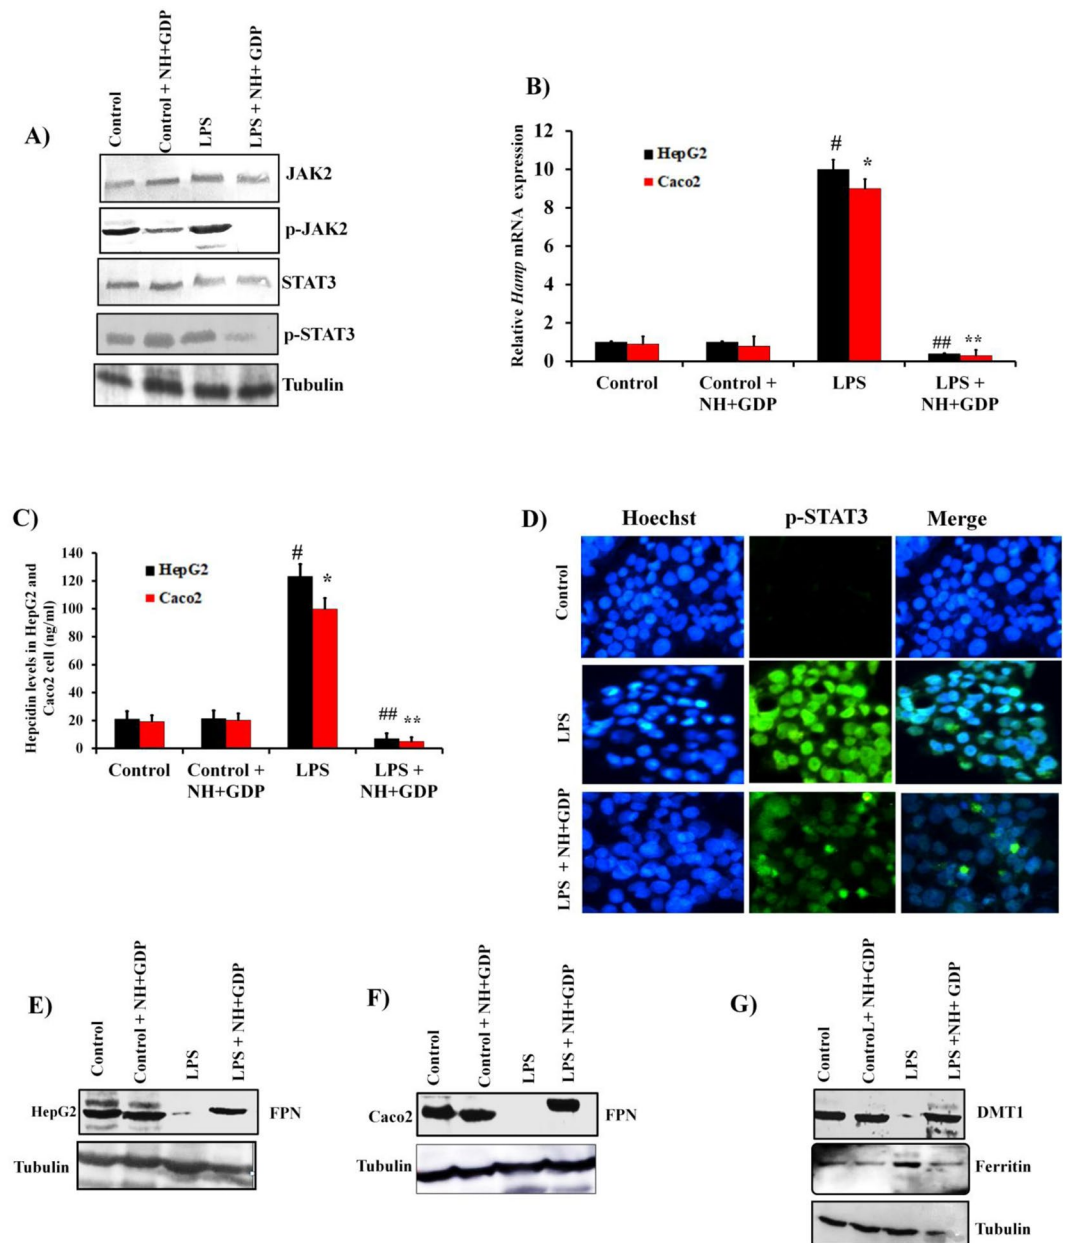 A)
Control
Control + NH+GDP
LPS
LPS + NH+ GDP
JAK2
p-JAK2
STAT3
p-STAT3
Tubulin
B)
Relative Hamp mRNA expression
12
10
8
6
4
2
0
HepG2
Caco2
#
*
##
**
Control
Control +
NH+GDP
LPS
LPS +
NH+GDP
C)
Hepcidin levels in HepG2 and
Caco2 cell (ng/ml)
140
120
100
80
60
40
20
0
HepG2
Caco2
#
*
##
**
Control
Control +
NH+GDP
LPS
LPS +
NH+GDP
D)
Hoechst
p-STAT3
Merge
Control
LPS
LPS + NH+GDP
E)
Control
Control + NH+GDP
LPS
LPS + NH+GDP
HepG2
FPN
Tubulin
F)
Control
Control + NH+GDP
LPS
LPS + NH+GDP
Caco2
FPN
Tubulin
G)
Control
ControL+ NH+GDP
LPS
LPS +NH+ GDP
DMT1
Ferritin
Tubulin